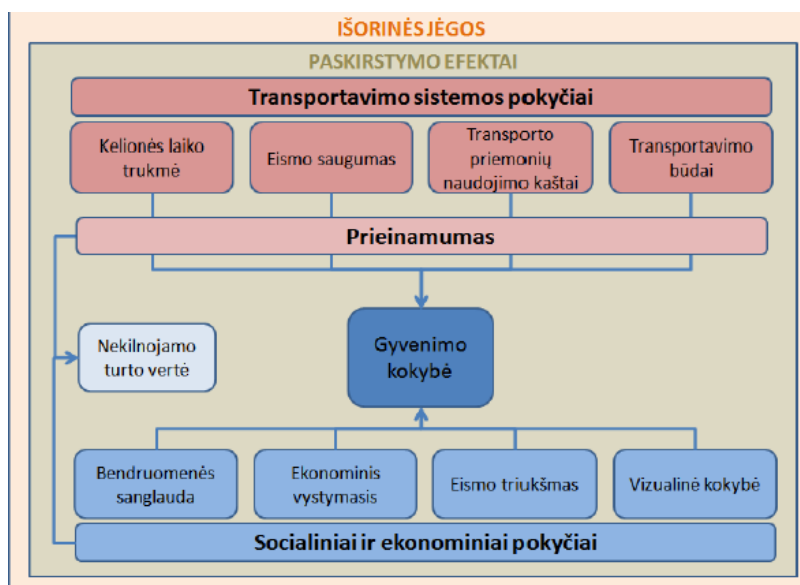 IŠORINĖS JĖGOS
PASKIRSTYMO EFEKTAI
Transportavimo sistemos pokyčiai
Kelionės laiko
trukmė
Eismo saugumas
Transporto
priemonių
naudojimo kaštai
Transportavimo
būdai
Prieinamumas
Nekilnojamo
turto vertė
Gyvenimo
kokybė
Bendruomenės
sanglauda
Ekonominis
vystymasis
Eismo triukšmas
Vizualinė kokybė
Socialiniai ir ekonominiai pokyčiai